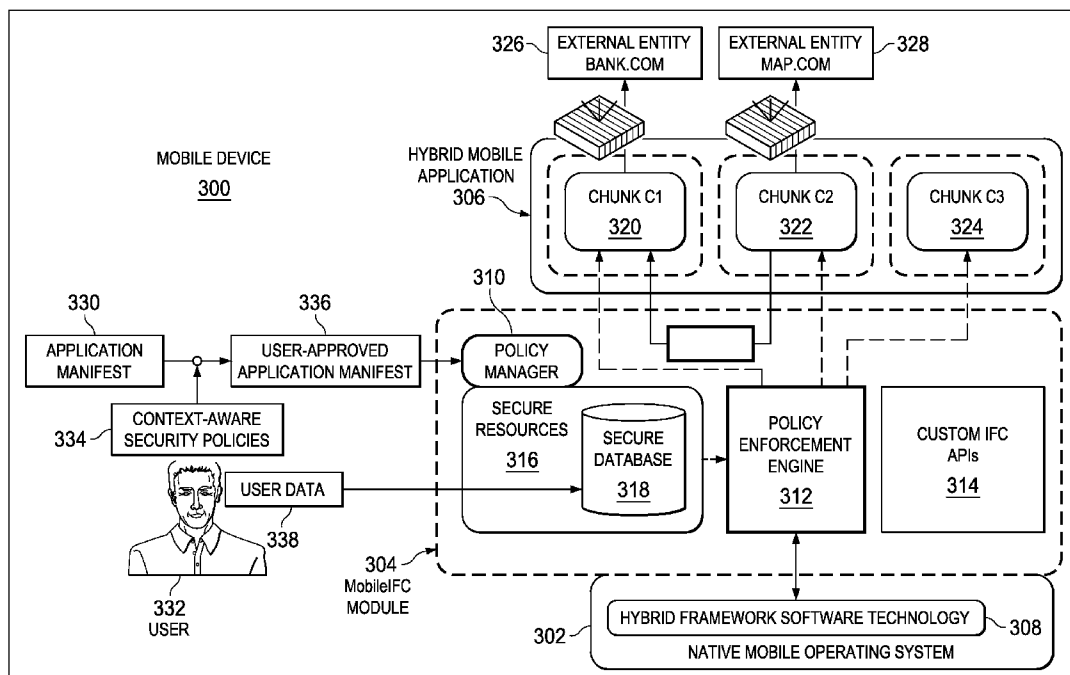 326
EXTERNAL ENTITY
BANK.COM
EXTERNAL ENTITY
MAP.COM
328
MOBILE DEVICE
300
HYBRID MOBILE
APPLICATION
306
CHUNK C1
320
CHUNK C2
322
CHUNK C3
324
330
APPLICATION
MANIFEST
336
USER-APPROVED
APPLICATION MANIFEST
310
POLICY
MANAGER
334
CONTEXT-AWARE
SECURITY POLICIES
SECURE
RESOURCES
316
SECURE
DATABASE
318
POLICY
ENFORCEMENT
ENGINE
312
CUSTOM IFC
APIs
314
USER DATA
338
332
USER
304
MobileIFC
MODULE
302
HYBRID FRAMEWORK SOFTWARE TECHNOLOGY
308
NATIVE MOBILE OPERATING SYSTEM